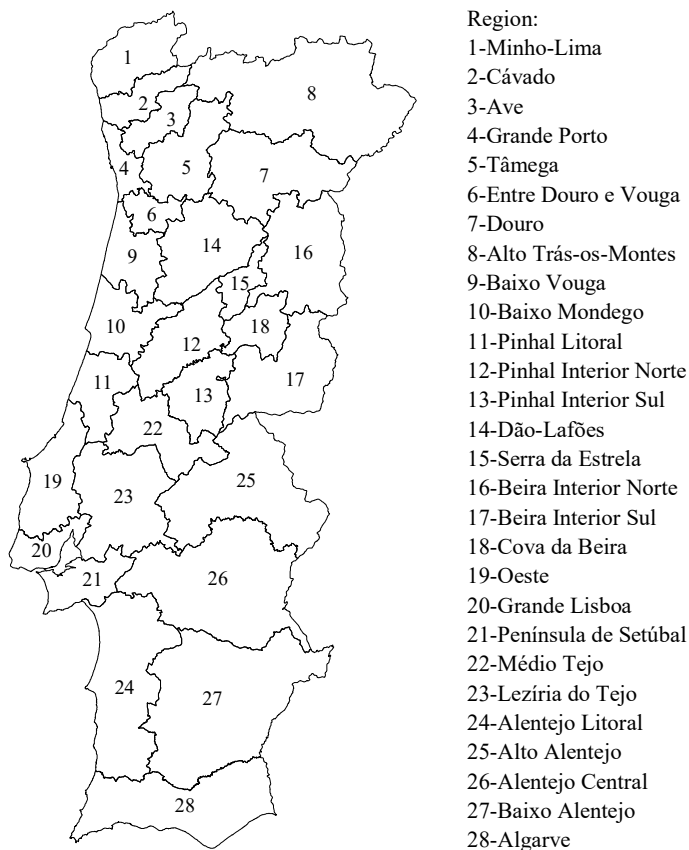 Region:
1-Minho-Lima
2-Cávado
3-Ave
4-Grande Porto
5-Tâmega
6-Entre Douro e Vouga
7-Douro
8-Alto Trás-os-Montes
9-Baixo Vouga
10-Baixo Mondego
11-Pinhal Litoral
12-Pinhal Interior Norte
13-Pinhal Interior Sul
14-Dão-Lafões
15-Serra da Estrela
16-Beira Interior Norte
17-Beira Interior Sul
18-Cova da Beira
19-Oeste
20-Grande Lisboa
21-Península de Setúbal
22-Médio Tejo
23-Lezíria do Tejo
24-Alentejo Litoral
25-Alto Alentejo
26-Alentejo Central
27-Baixo Alentejo
28-Algarve
1
8
2
3
4
5
7
6
14
9
16
15
10
18
12
17
11
13
22
19
25
23
20
21
26
24
27
28